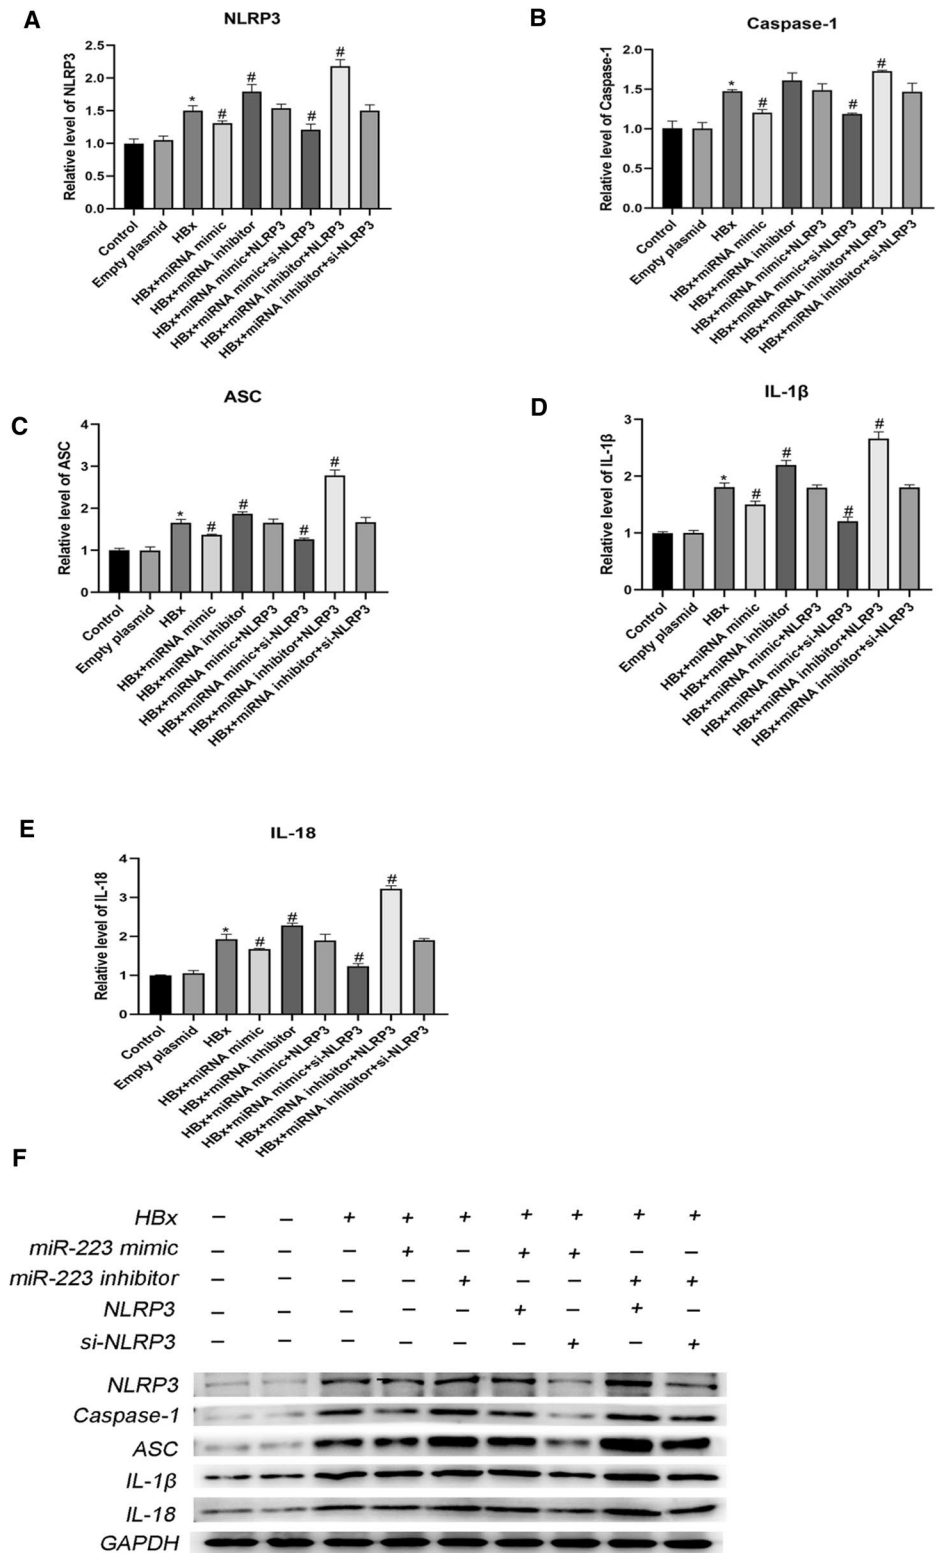 A
NLRP3
Relative level of NLRP3
2.5
2.0
1.5
1.0
0.5
0.0
*
#
#
#
#
Control
Empty plasmid
HBx
HBx+miRNA mimic
HBx+miRNA inhibitor
HBx+miRNA mimic+NLRP3
HBx+miRNA mimic+si-NLRP3
HBx+miRNA inhibitor+NLRP3
HBx+miRNA inhibitor+si-NLRP3
B
Caspase-1
Relative level of Caspase-1
2.0
1.5
1.0
0.5
0.0
*
#
#
#
Control
Empty plasmid
HBx
HBx+miRNA mimic
HBx+miRNA inhibitor
HBx+miRNA mimic+NLRP3
HBx+miRNA mimic+si-NLRP3
HBx+miRNA inhibitor+NLRP3
HBx+miRNA inhibitor+si-NLRP3
C
ASC
Relative level of ASC
4
3
2
1
0
*
#
#
#
#
Control
Empty plasmid
HBx
HBx+miRNA mimic
HBx+miRNA inhibitor
HBx+miRNA mimic+NLRP3
HBx+miRNA mimic+si-NLRP3
HBx+miRNA inhibitor+NLRP3
HBx+miRNA inhibitor+si-NLRP3
D
IL-1β
Relative level of IL-1β
3
2
1
0
*
#
#
#
#
Control
Empty plasmid
HBx
HBx+miRNA mimic
HBx+miRNA inhibitor
HBx+miRNA mimic+NLRP3
HBx+miRNA mimic+si-NLRP3
HBx+miRNA inhibitor+NLRP3
HBx+miRNA inhibitor+si-NLRP3
E
IL-18
Relative level of IL-18
4
3
2
1
0
*
#
#
#
#
Control
Empty plasmid
HBx
HBx+miRNA mimic
HBx+miRNA inhibitor
HBx+miRNA mimic+NLRP3
HBx+miRNA mimic+si-NLRP3
HBx+miRNA inhibitor+NLRP3
HBx+miRNA inhibitor+si-NLRP3
F
HBx − − + + + + + + +
miR-223 mimic − − − + − + + − −
miR-223 inhibitor − − − − + − − + +
NLRP3 − − − − − + − + −
si-NLRP3 − − − − − − + − +
NLRP3
Caspase-1
ASC
IL-1β
IL-18
GAPDH